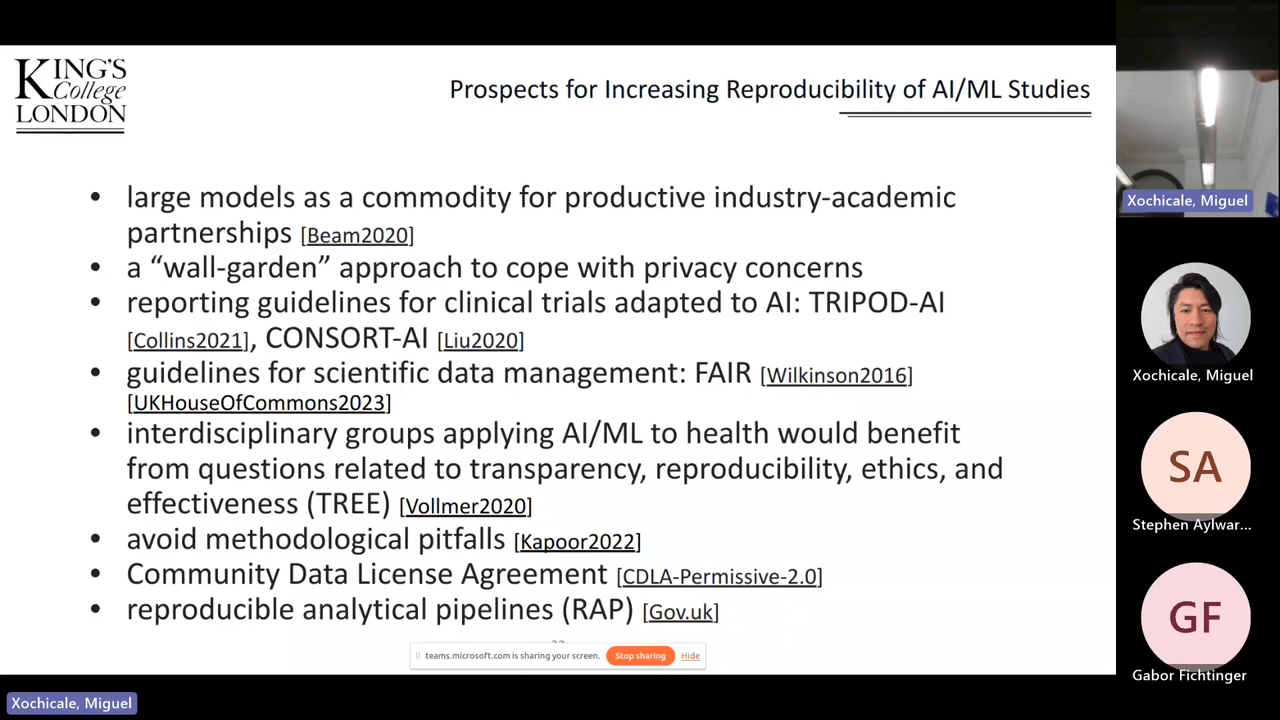 KING'S
College
LONDON
Prospects for Increasing Reproducibility of AI/ML Studies
• large models as a commodity for productive industry-academic
partnerships [Beam2020]
• a “wall-garden” approach to cope with privacy concerns
• reporting guidelines for clinical trials adapted to AI: TRIPOD-AI
[Collins2021], CONSORT-AI [Liu2020]
• guidelines for scientific data management: FAIR [Wilkinson2016]
[UKHouseOfCommons2023]
• interdisciplinary groups applying AI/ML to health would benefit
from questions related to transparency, reproducibility, ethics, and
effectiveness (TREE) [Vollmer2020]
• avoid methodological pitfalls [Kapoor2022]
• Community Data License Agreement [CDLA-Permissive-2.0]
• reproducible analytical pipelines (RAP) [Gov.uk]
teams.microsoft.com is sharing your screen. Stop sharing Hide
Xochicale, Miguel
Xochicale, Miguel
SA
Stephen Aylwar...
GF
Gabor Fichtinger
Xochicale, Miguel